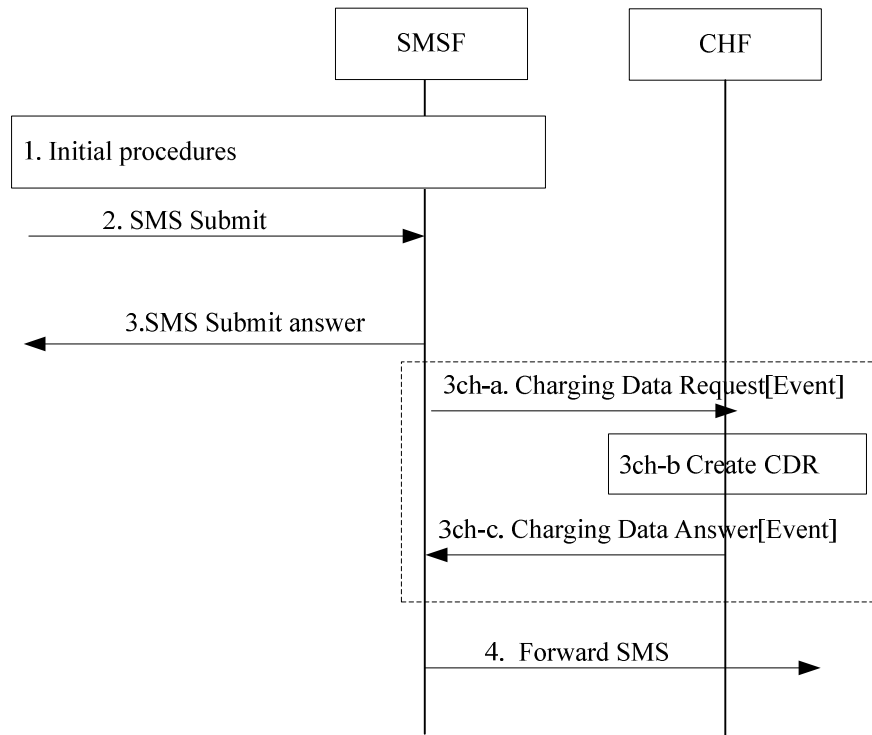 SMSF
CHF
1. Initial procedures
2. SMS Submit
3.SMS Submit answer
3ch-a. Charging Data Request[Event]
3ch-b Create CDR
3ch-c. Charging Data Answer[Event]
4. Forward SMS